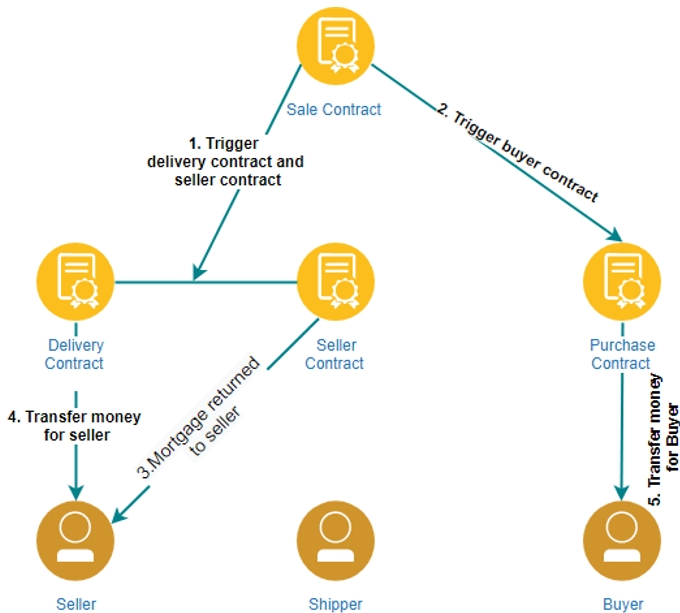 Sale Contract
1. Trigger
delivery contract and
seller contract
2. Trigger buyer contract
Delivery
Contract
Seller
Contract
Purchase
Contract
4. Transfer money
for seller
3.Mortgage returned
to seller
5. Transfer money
for Buyer
Seller
Shipper
Buyer